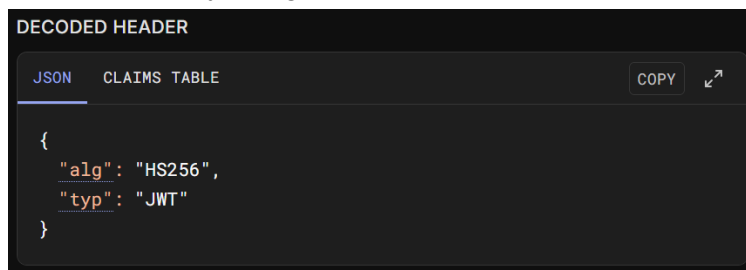 DECODED HEADER
JSON CLAIMS TABLE COPY
{
"alg": "HS256",
"typ": "JWT"
}